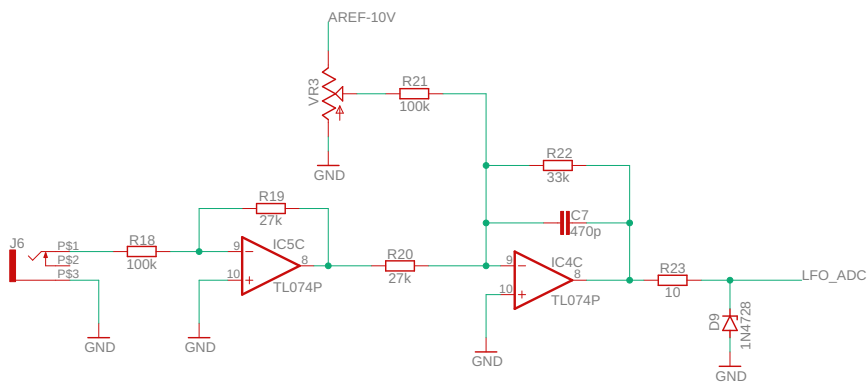 AREF-10V
VR3
R21
100k
GND
R22
33k
C7
470p
R19
27k
J6
P$1
P$2
P$3
R18
100k
9
10
8
IC5C
TL074P
R20
27k
9
10
8
IC4C
TL074P
R23
10
LFO_ADC
D9
1N4728
GND
GND
GND
GND